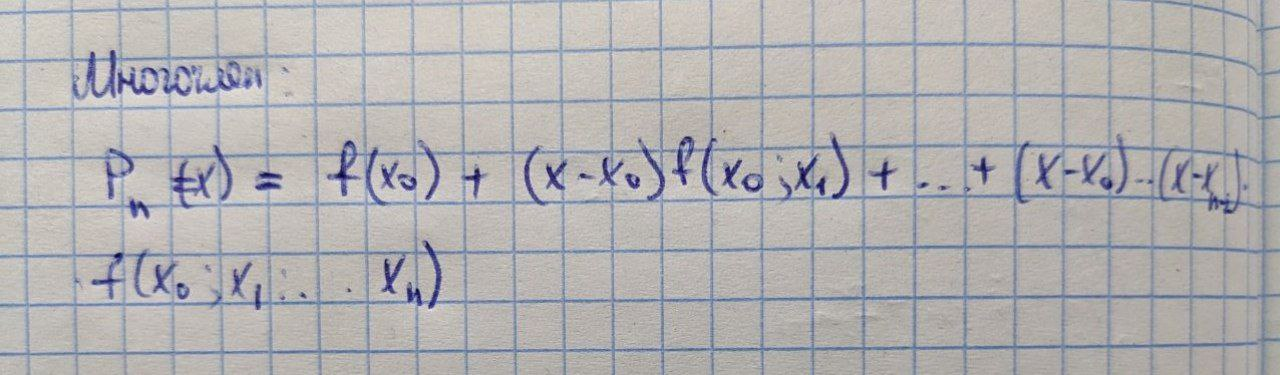 Многочлен:
Pₙ(x) = f(x₀) + (x-x₀)f(x₀;x₁) + ... + (x-x₀)..(x-xₙ₋₁)·
·f(x₀;x₁;.. . xₙ)